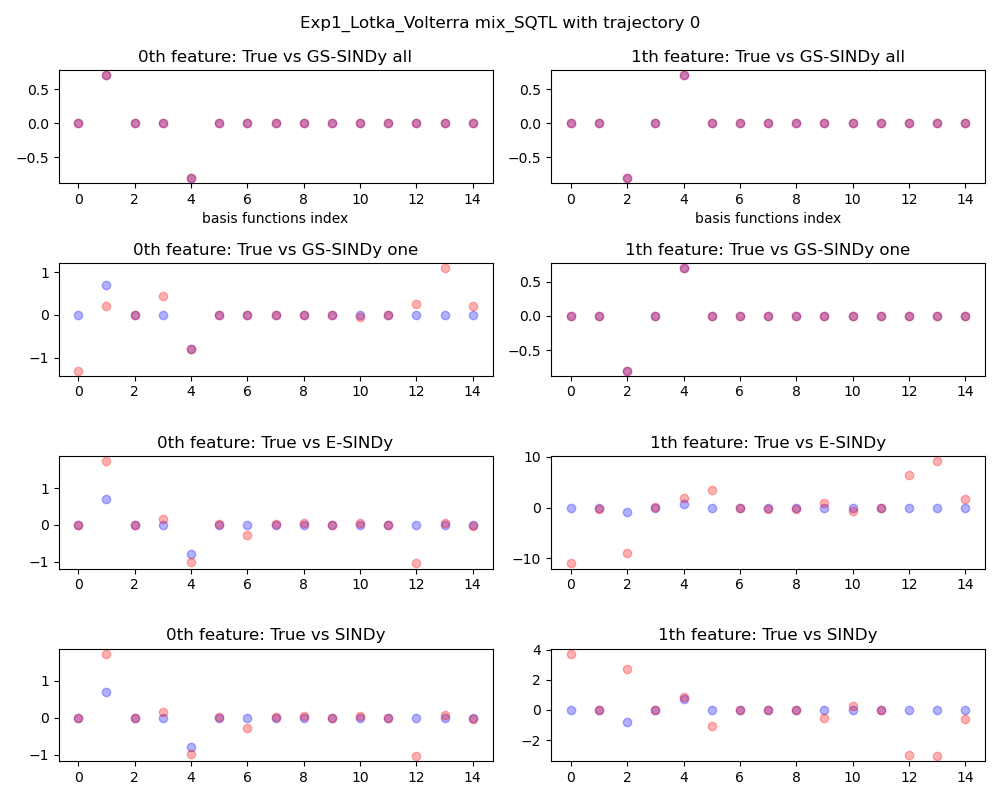 Exp1_Lotka_Volterra mix_SQTL with trajectory 0
0th feature: True vs GS-SINDy all
1th feature: True vs GS-SINDy all
0.5
0.0
−0.5
0 2 4 6 8 10 12 14
basis functions index
0.5
0.0
−0.5
0 2 4 6 8 10 12 14
basis functions index
0th feature: True vs GS-SINDy one
1th feature: True vs GS-SINDy one
1
0
−1
0 2 4 6 8 10 12 14
0.5
0.0
−0.5
0 2 4 6 8 10 12 14
0th feature: True vs E-SINDy
1th feature: True vs E-SINDy
1
0
−1
0 2 4 6 8 10 12 14
10
0
−10
0 2 4 6 8 10 12 14
0th feature: True vs SINDy
1th feature: True vs SINDy
1
0
−1
0 2 4 6 8 10 12 14
4
2
0
−2
0 2 4 6 8 10 12 14